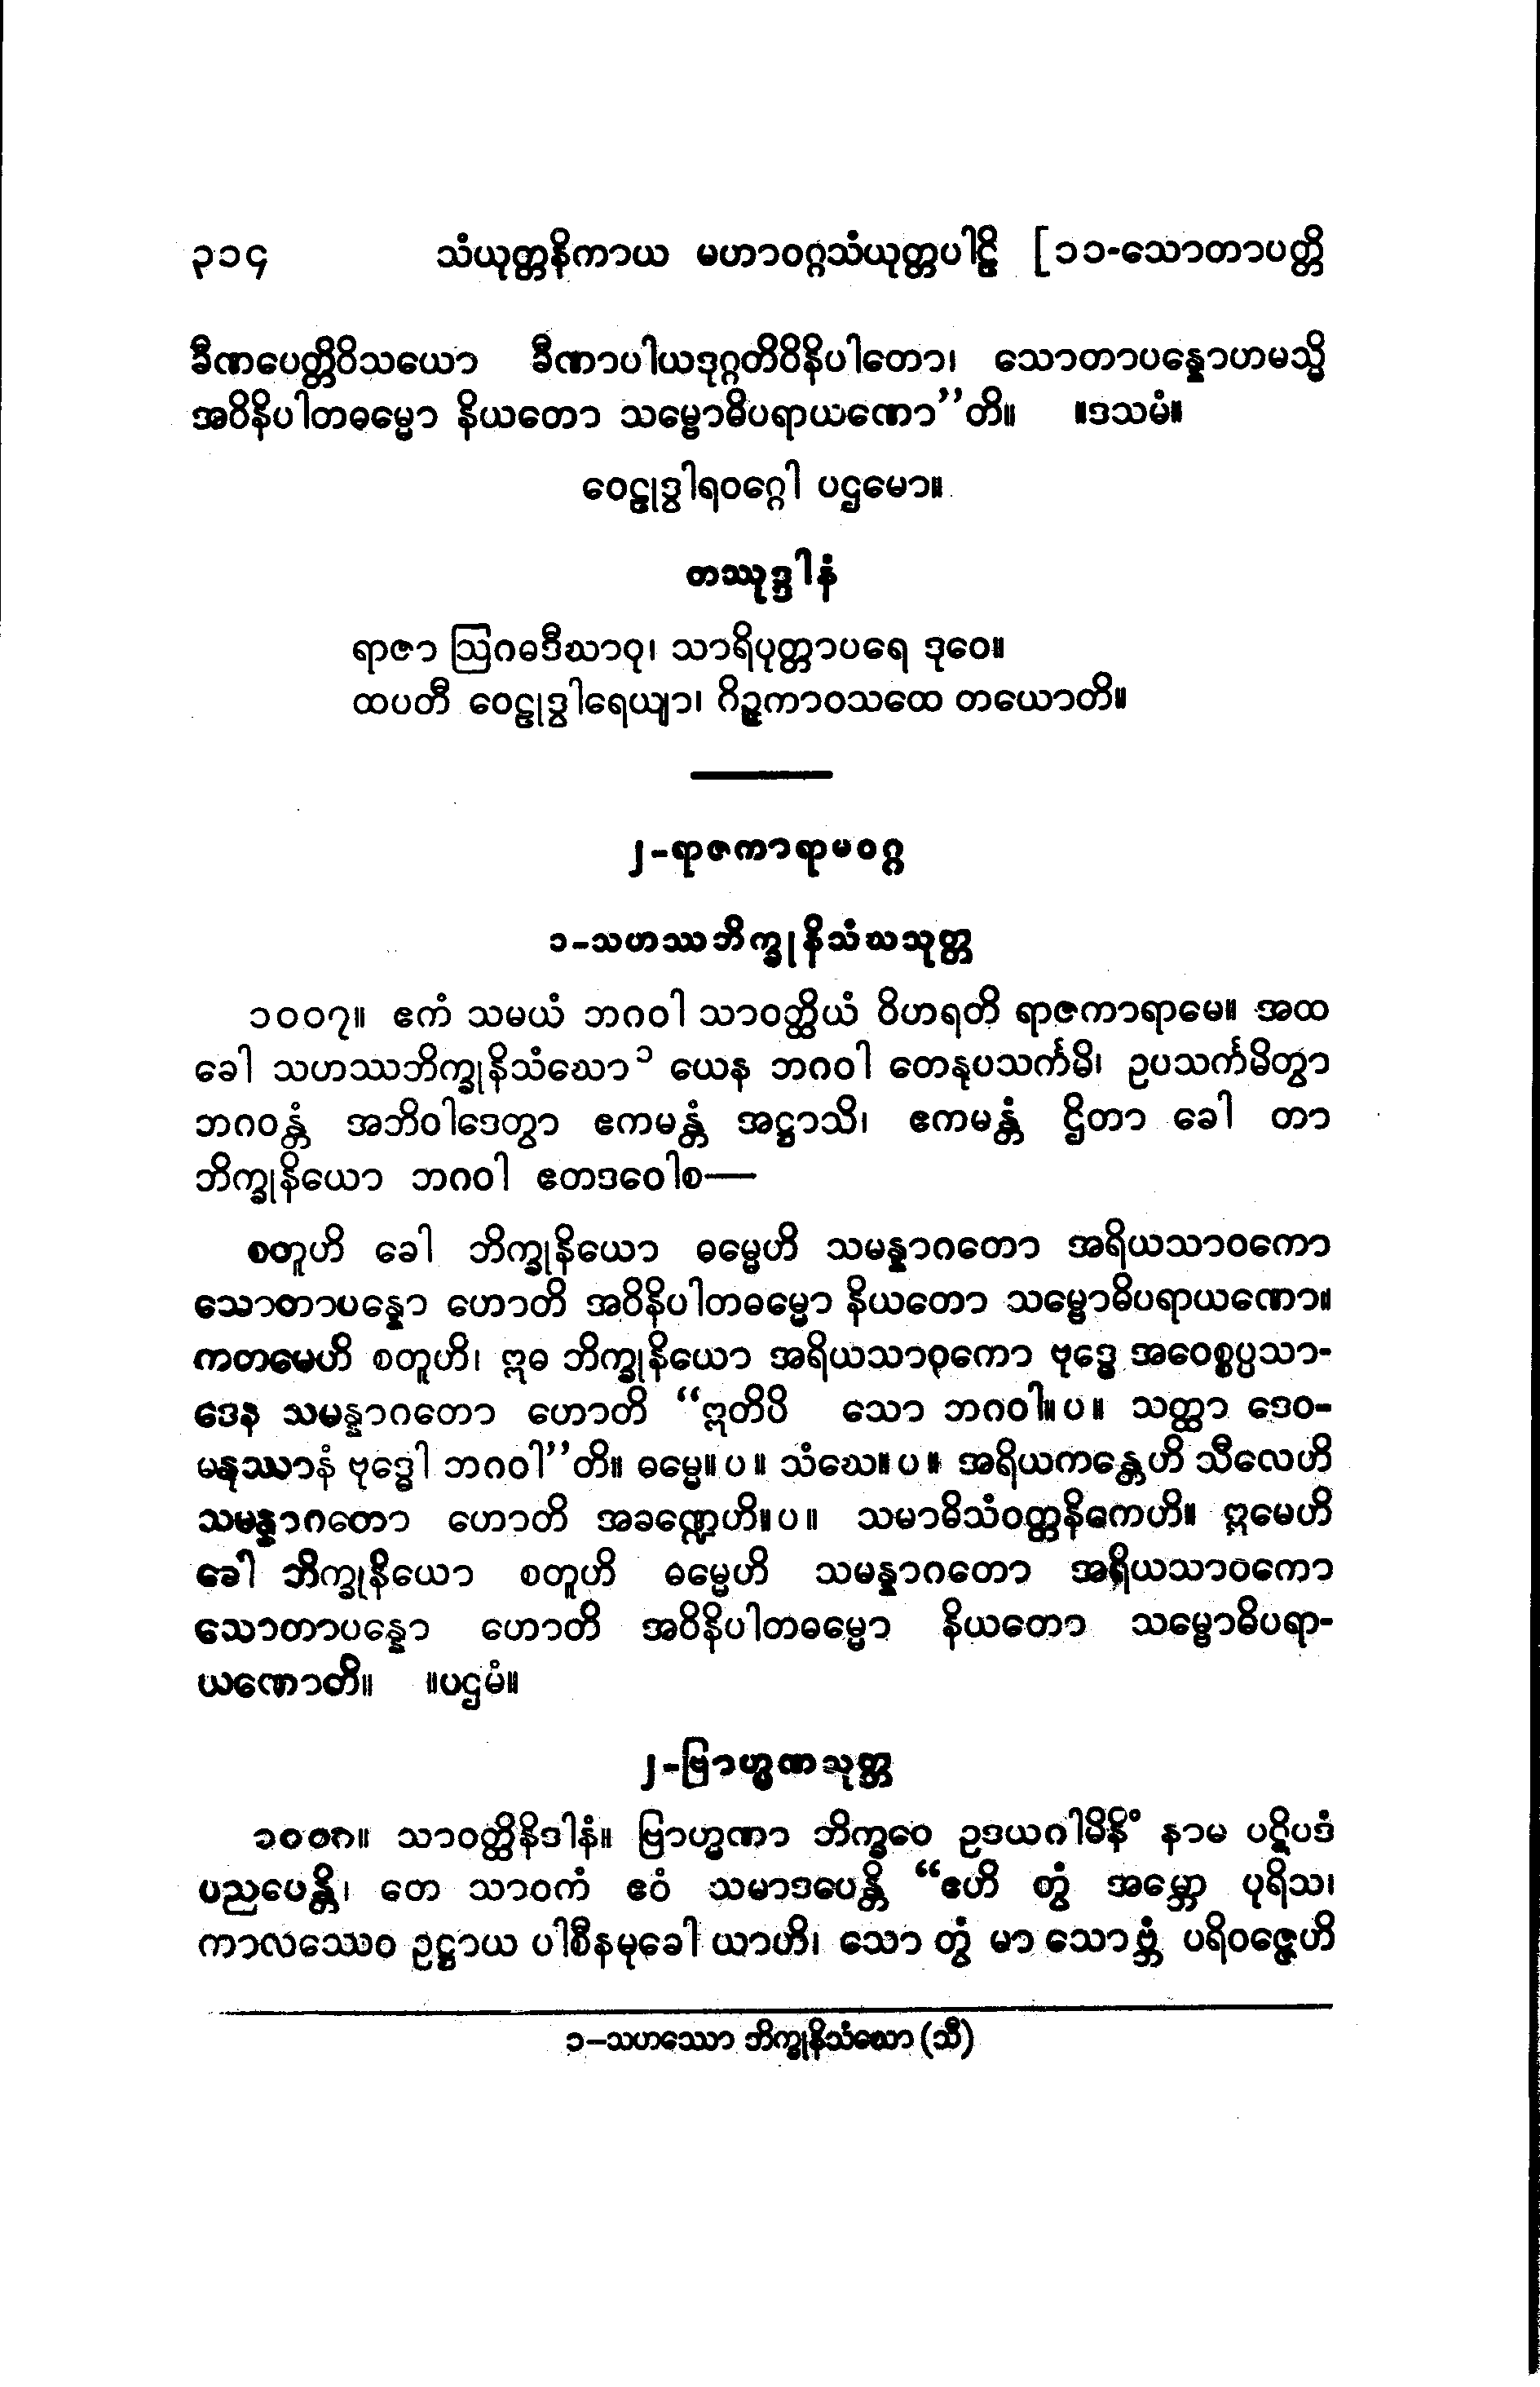 ၃၁၄ သံယုတ္တနိကာယ မဟာဝဂ္ဂသံယုတ္တပါဠိ [၁၁-သောတာပတ္တိ
ခီဏပေတ္တိဝိသယော ခီဏာပါယဒုဂ္ဂတိဝိနိပါတော၊ သောတာပန္နောဟမသ္မိ
အဝိနိပါတဓမ္မော နိယတော သမ္ဗောဓိပရာယဏော”တိ။ ။ဒသမံ။
ဝေဠုဒွါရဝဂ္ဂေါ ပဌမော။
တဿုဒ္ဒါနံ
ရာဇာ ဩဂဓဒီဃာဝု၊ သာရိပုတ္တာပရေ ဒုဝေ။
ထပတီ ဝေဠုဒွါရေယျာ၊ ဂိဉ္ဇကာဝသထေ တယောတိ။
၂-ရာဇကာရာမဝဂ္ဂ
၁-သဟဿဘိက္ခုနိသံဃသုတ္တ
၁၀၀၇။ ဧကံ သမယံ ဘဂဝါ သာဝတ္ထိယံ ဝိဟရတိ ရာဇကာရာမေ။ အထ
ခေါ သဟဿဘိက္ခုနိသံဃော ၁ ယေန ဘဂဝါ တေနုပသင်္ကမိ၊ ဥပသင်္ကမိတွာ
ဘဂဝန္တံ အဘိဝါဒေတွာ ဧကမန္တံ အဋ္ဌာသိ၊ ဧကမန္တံ ဌိတာ ခေါ တာ
ဘိက္ခုနိယော ဘဂဝါ ဧတဒဝေါစ—
စတူဟိ ခေါ ဘိက္ခုနိယော ဓမ္မေဟိ သမန္နာဂတော အရိယသာဝကော
သောတာပန္နော ဟောတိ အဝိနိပါတဓမ္မော နိယတော သမ္ဗောဓိပရာယဏော။
ကတမေဟိ စတူဟိ၊ ဣဓ ဘိက္ခုနိယော အရိယသာဝကော ဗုဒ္ဓေ အဝေစ္စပ္ပသာ-
ဒေန သမန္နာဂတော ဟောတိ “ဣတိပိ သော ဘဂဝါ။ပ။ သတ္ထာ ဒေဝ-
မနုဿာနံ ဗုဒ္ဓေါ ဘဂဝါ”တိ။ ဓမ္မေ။ပ။ သံဃေ။ပ။ အရိယကန္တေဟိ သီလေဟိ
သမန္နာဂတော ဟောတိ အခဏ္ဍေဟိ။ပ။ သမာဓိသံဝတ္တနိကေဟိ။ ဣမေဟိ
ခေါ ဘိက္ခုနိယော စတူဟိ ဓမ္မေဟိ သမန္နာဂတော အရိယသာဝကော
သောတာပန္နော ဟောတိ အဝိနိပါတဓမ္မော နိယတော သမ္ဗောဓိပရာ-
ယဏောတိ။ ။ပဌမံ။
၂-ဗြာဟ္မဏသုတ္တ
၁၀၀၈။ သာဝတ္ထိနိဒါနံ။ ဗြာဟ္မဏာ ဘိက္ခဝေ ဥဒယဂါမိနိံ နာမ ပဋိပဒံ
ပညပေန္တိ၊ တေ သာဝကံ ဧဝံ သမာဒပေန္တိ “ဧဟိ တွံ အမ္ဘော ပုရိသ၊
ကာလဿေဝ ဥဋ္ဌာယ ပါစီနမုခေါ ယာဟိ၊ သော တွံ မာ သောဗ္ဘံ ပရိဝဇ္ဇေဟိ
၁-သဟဿော ဘိက္ခုနိသံဃော (သီ)